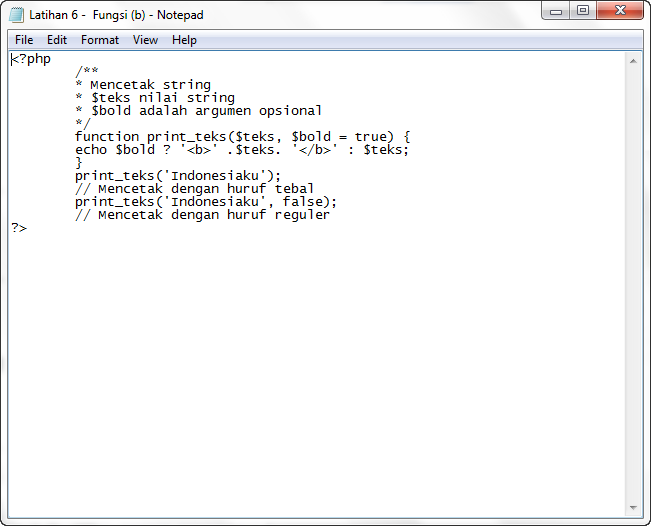 Latihan 6 -  Fungsi (b) - Notepad
File Edit Format View Help
<?php
/**
* Mencetak string
* $teks nilai string
* $bold adalah argumen opsional
*/
function print_teks($teks, $bold = true) {
echo $bold ? '<b>' .$teks. '</b>' : $teks;
}
print_teks('Indonesiaku');
// Mencetak dengan huruf tebal
print_teks('Indonesiaku', false);
// Mencetak dengan huruf reguler
?>